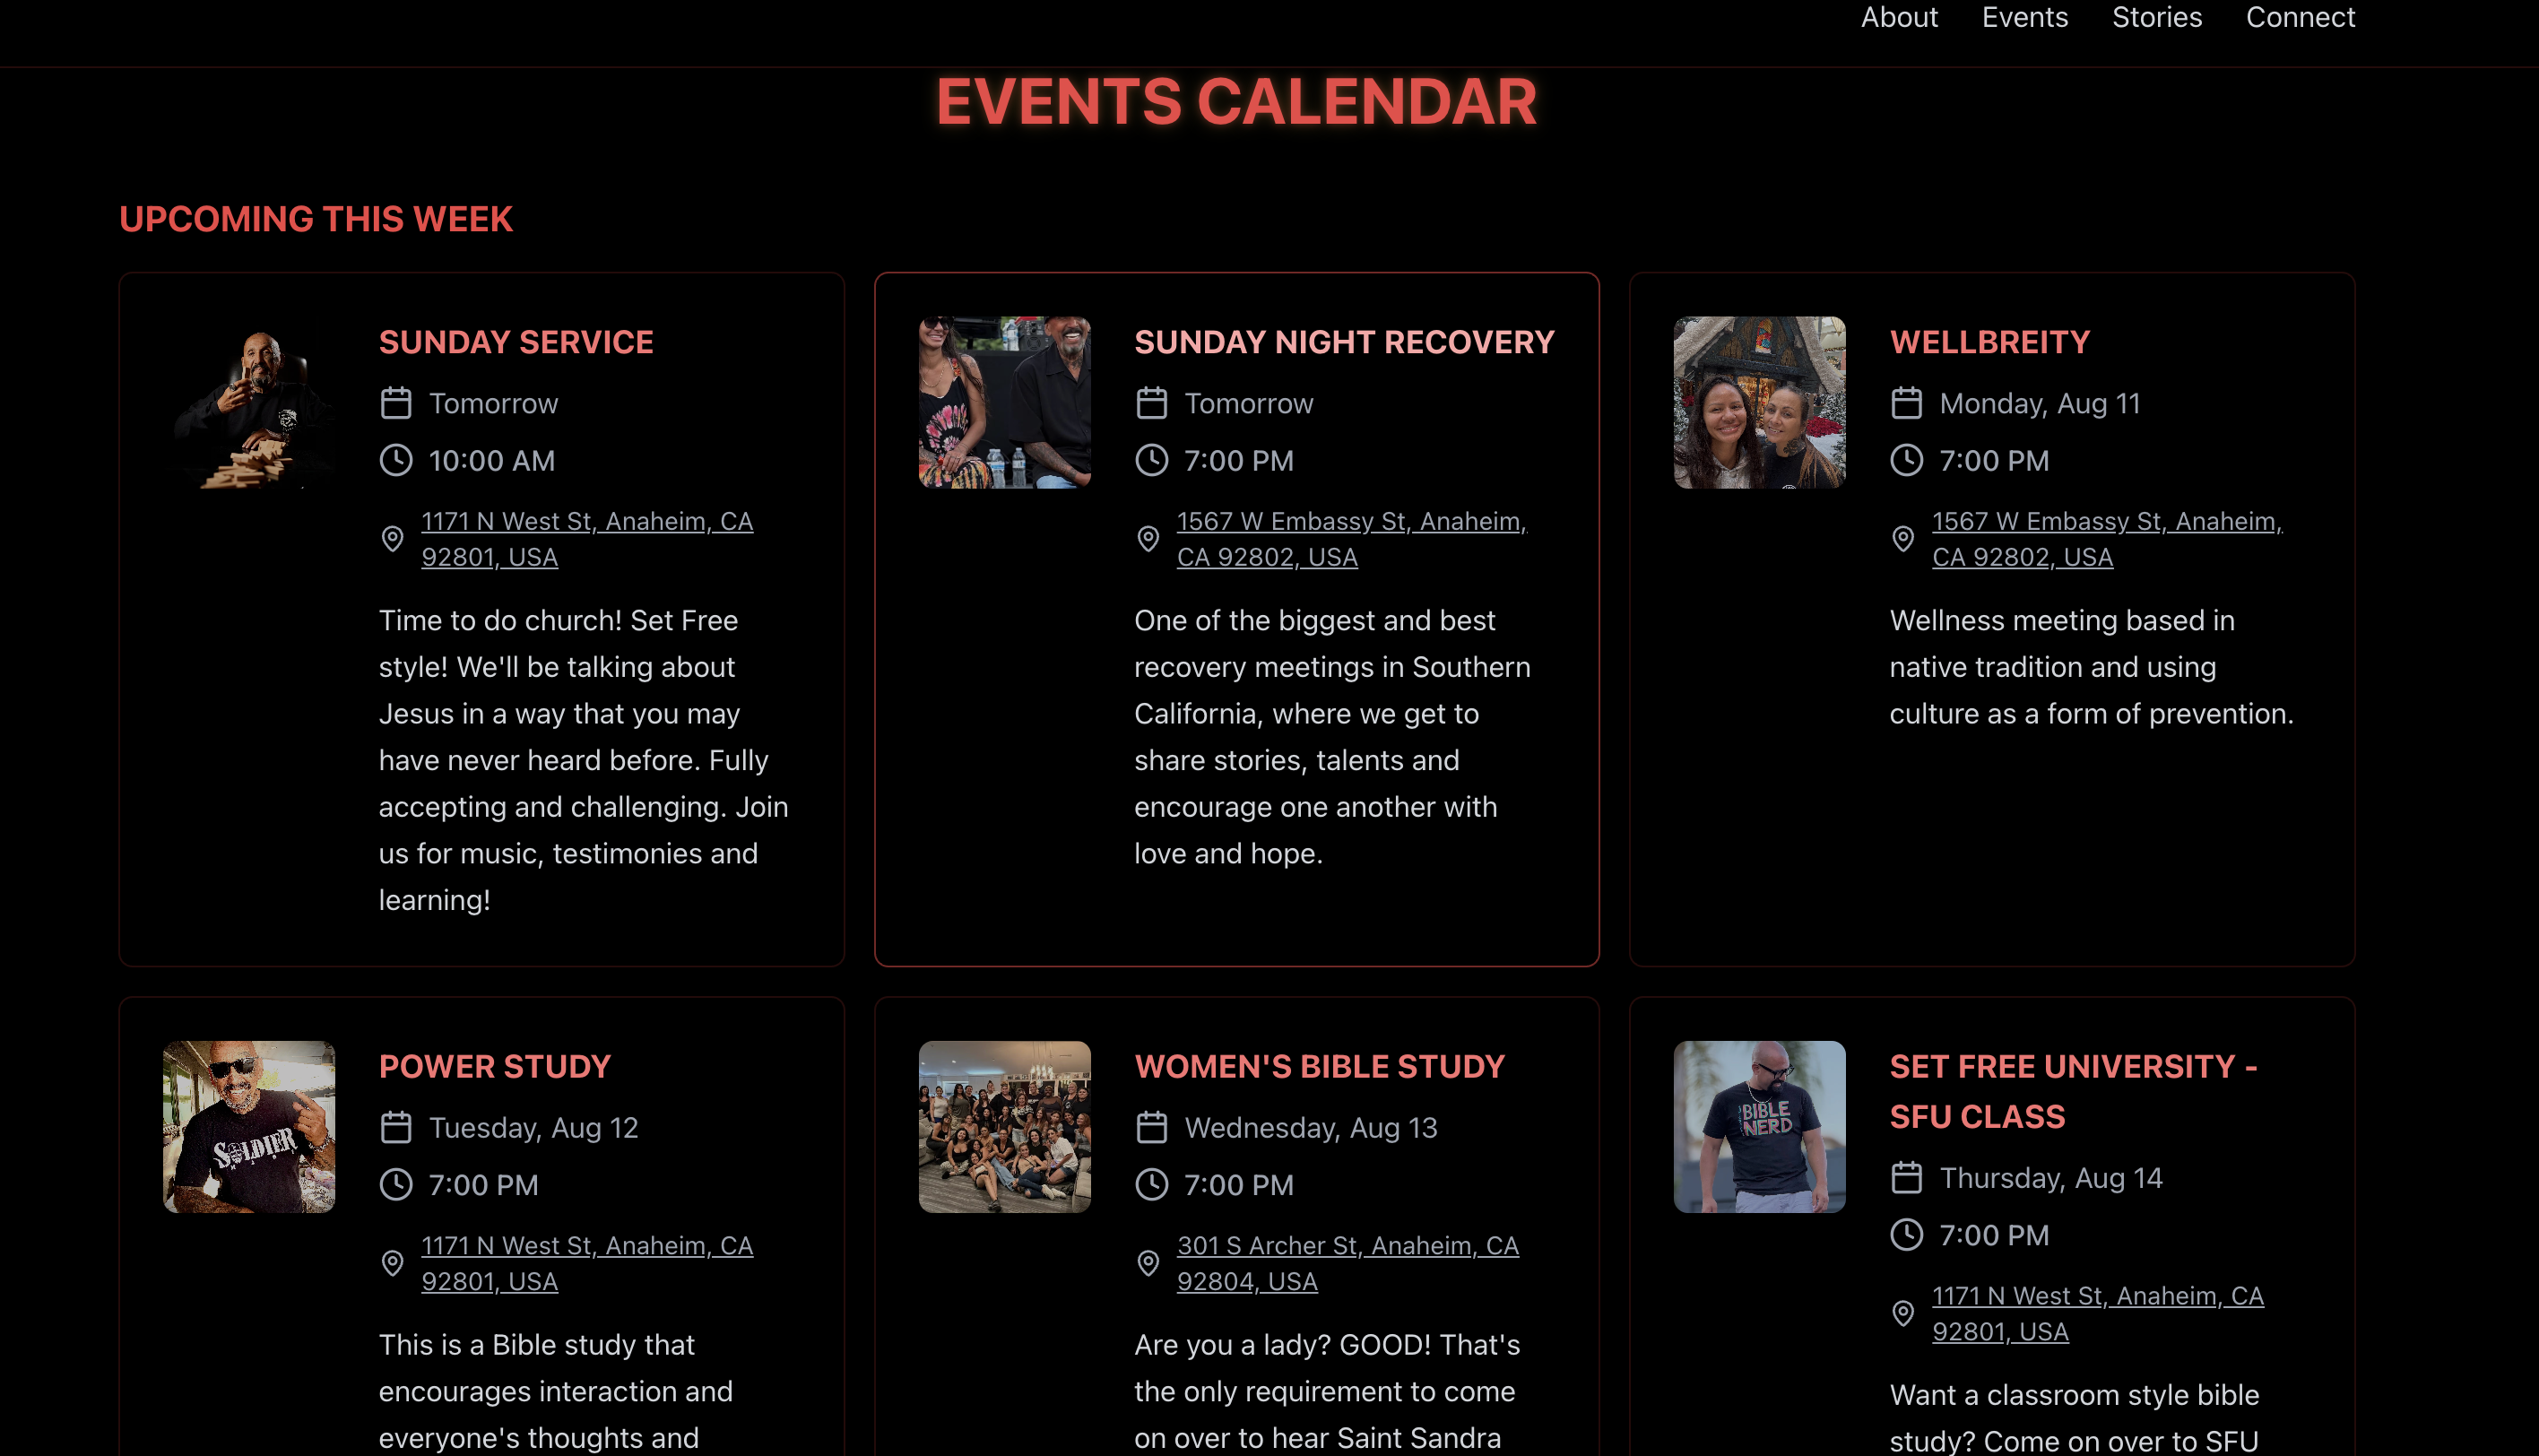 About Events Stories Connect
EVENTS CALENDAR
UPCOMING THIS WEEK
SUNDAY SERVICE
Tomorrow
10:00 AM
1171 N West St, Anaheim, CA
92801, USA
Time to do church! Set Free
style! We'll be talking about
Jesus in a way that you may
have never heard before. Fully
accepting and challenging. Join
us for music, testimonies and
learning!
SUNDAY NIGHT RECOVERY
Tomorrow
7:00 PM
1567 W Embassy St, Anaheim,
CA 92802, USA
One of the biggest and best
recovery meetings in Southern
California, where we get to
share stories, talents and
encourage one another with
love and hope.
WELLBREITY
Monday, Aug 11
7:00 PM
1567 W Embassy St, Anaheim,
CA 92802, USA
Wellness meeting based in
native tradition and using
culture as a form of prevention.
SOLDIER
POWER STUDY
Tuesday, Aug 12
7:00 PM
1171 N West St, Anaheim, CA
92801, USA
This is a Bible study that
encourages interaction and
everyone's thoughts and
WOMEN'S BIBLE STUDY
Wednesday, Aug 13
7:00 PM
301 S Archer St, Anaheim, CA
92804, USA
Are you a lady? GOOD! That's
the only requirement to come
on over to hear Saint Sandra
BIBLE
NERD
SET FREE UNIVERSITY -
SFU CLASS
Thursday, Aug 14
7:00 PM
1171 N West St, Anaheim, CA
92801, USA
Want a classroom style bible
study? Come on over to SFU